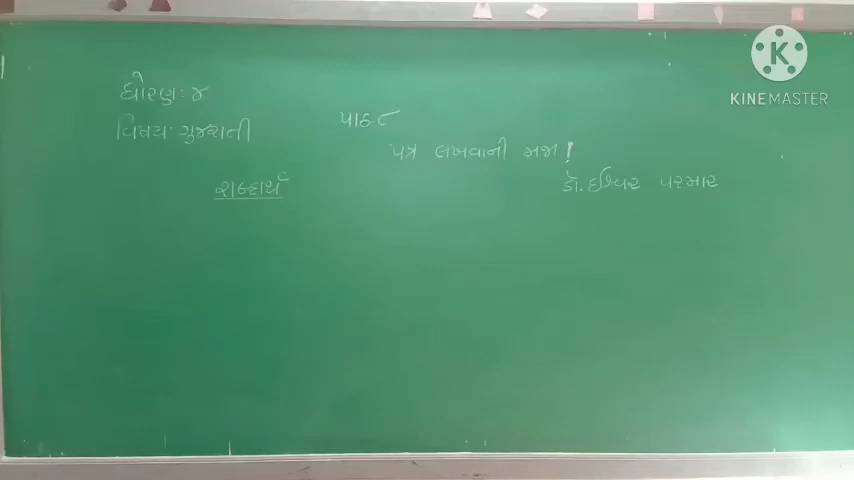 ધોરણ: ૪
વિષય: ગુજરાતી
પાઠ.૮
પત્ર લખવાની મજા!
ડૉ. ઈશ્વર પરમાર
શબ્દાર્થ
K
KINEMASTER